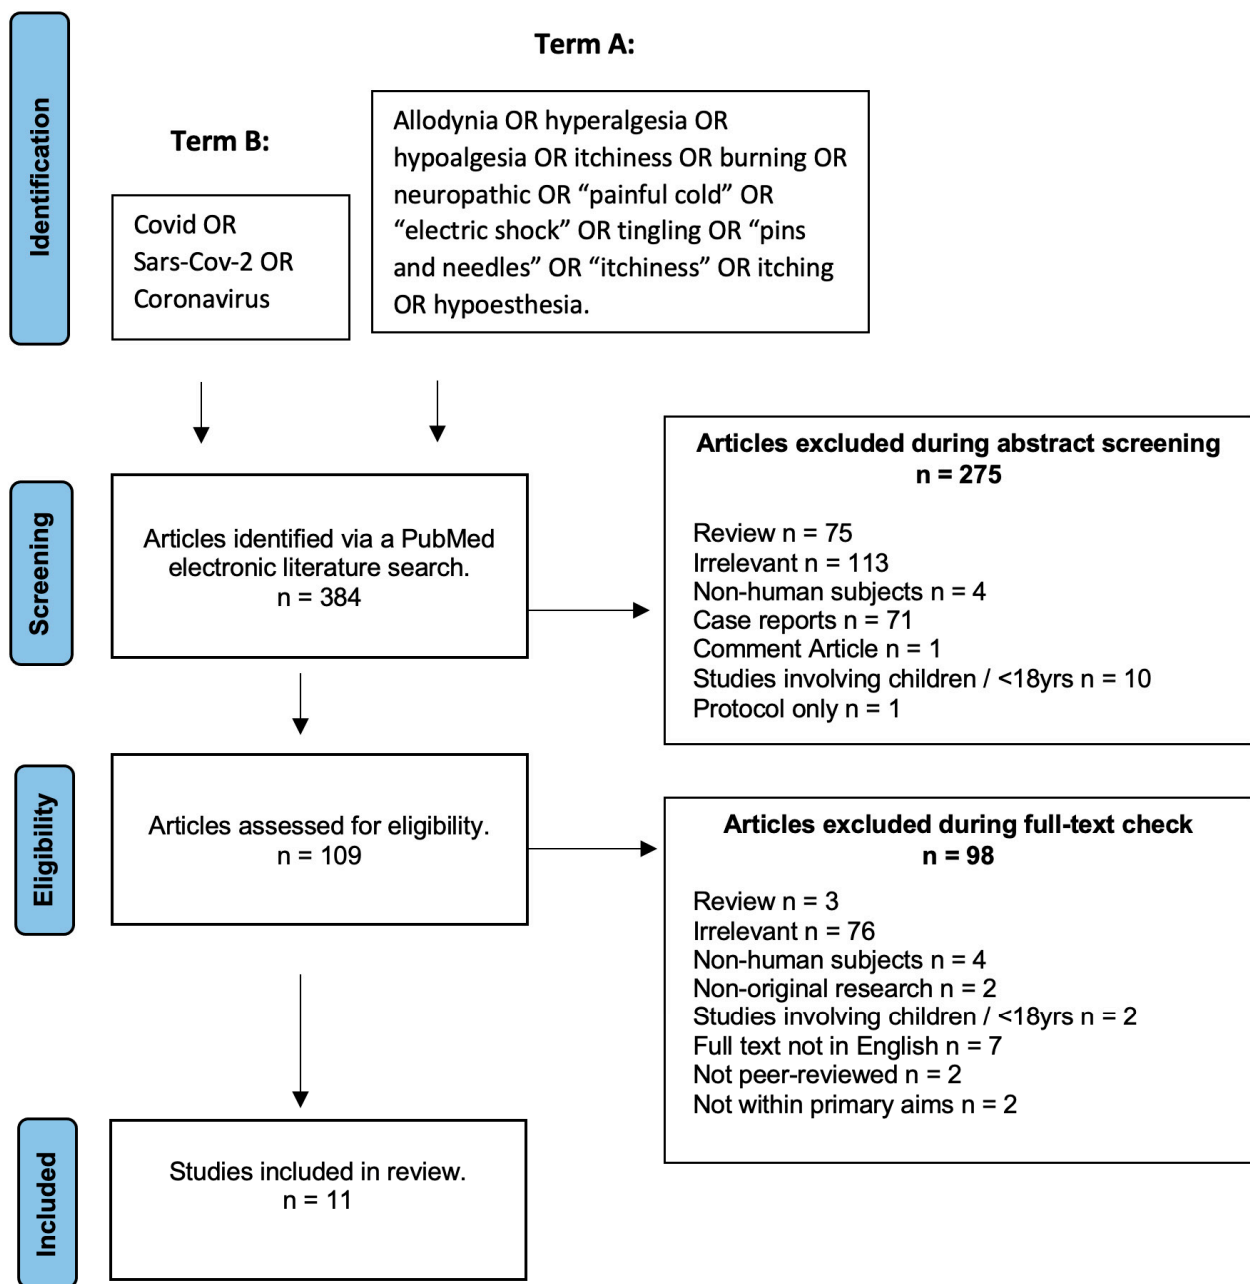 Identification
Term A:
Term B:
Allodynia OR hyperalgesia OR
hypoalgesia OR itchiness OR burning OR
neuropathic OR “painful cold” OR
“electric shock” OR tingling OR “pins
and needles” OR “itchiness” OR itching
OR hypoesthesia.
Covid OR
Sars-Cov-2 OR
Coronavirus
Screening
Articles identified via a PubMed
electronic literature search.
n = 384
Articles excluded during abstract screening
n = 275
Review n = 75
Irrelevant n = 113
Non-human subjects n = 4
Case reports n = 71
Comment Article n = 1
Studies involving children / <18yrs n = 10
Protocol only n = 1
Eligibility
Articles assessed for eligibility.
n = 109
Articles excluded during full-text check
n = 98
Review n = 3
Irrelevant n = 76
Non-human subjects n = 4
Non-original research n = 2
Studies involving children / <18yrs n = 2
Full text not in English n = 7
Not peer-reviewed n = 2
Not within primary aims n = 2
Included
Studies included in review.
n = 11